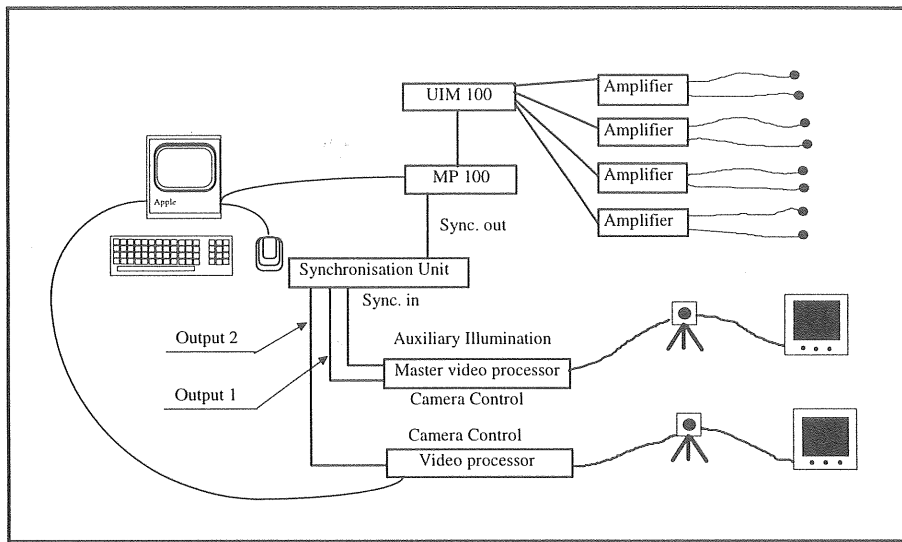 UIM 100
Amplifier
Amplifier
Amplifier
Amplifier
MP 100
Apple
Sync. out
Synchronisation Unit
Sync. in
Output 2
Auxiliary Illumination
Master video processor
Output 1
Camera Control
Camera Control
Video processor